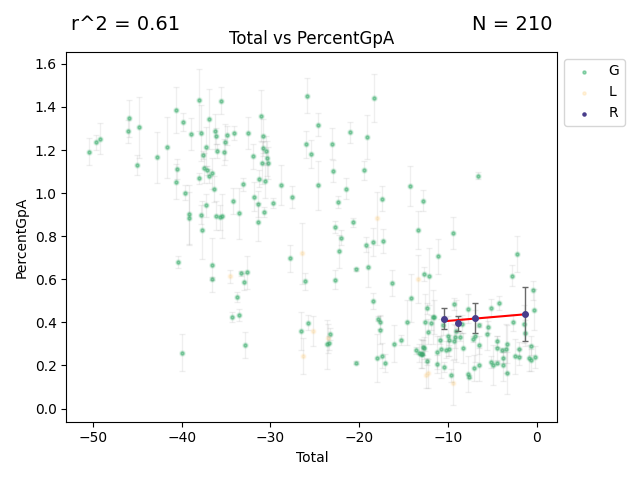 r^2 = 0.61
N = 210
Total vs PercentGpA
G
L
R
1.6
1.4
1.2
1.0
0.8
0.6
0.4
0.2
0.0
PercentGpA
−50
−40
−30
−20
−10
0
Total